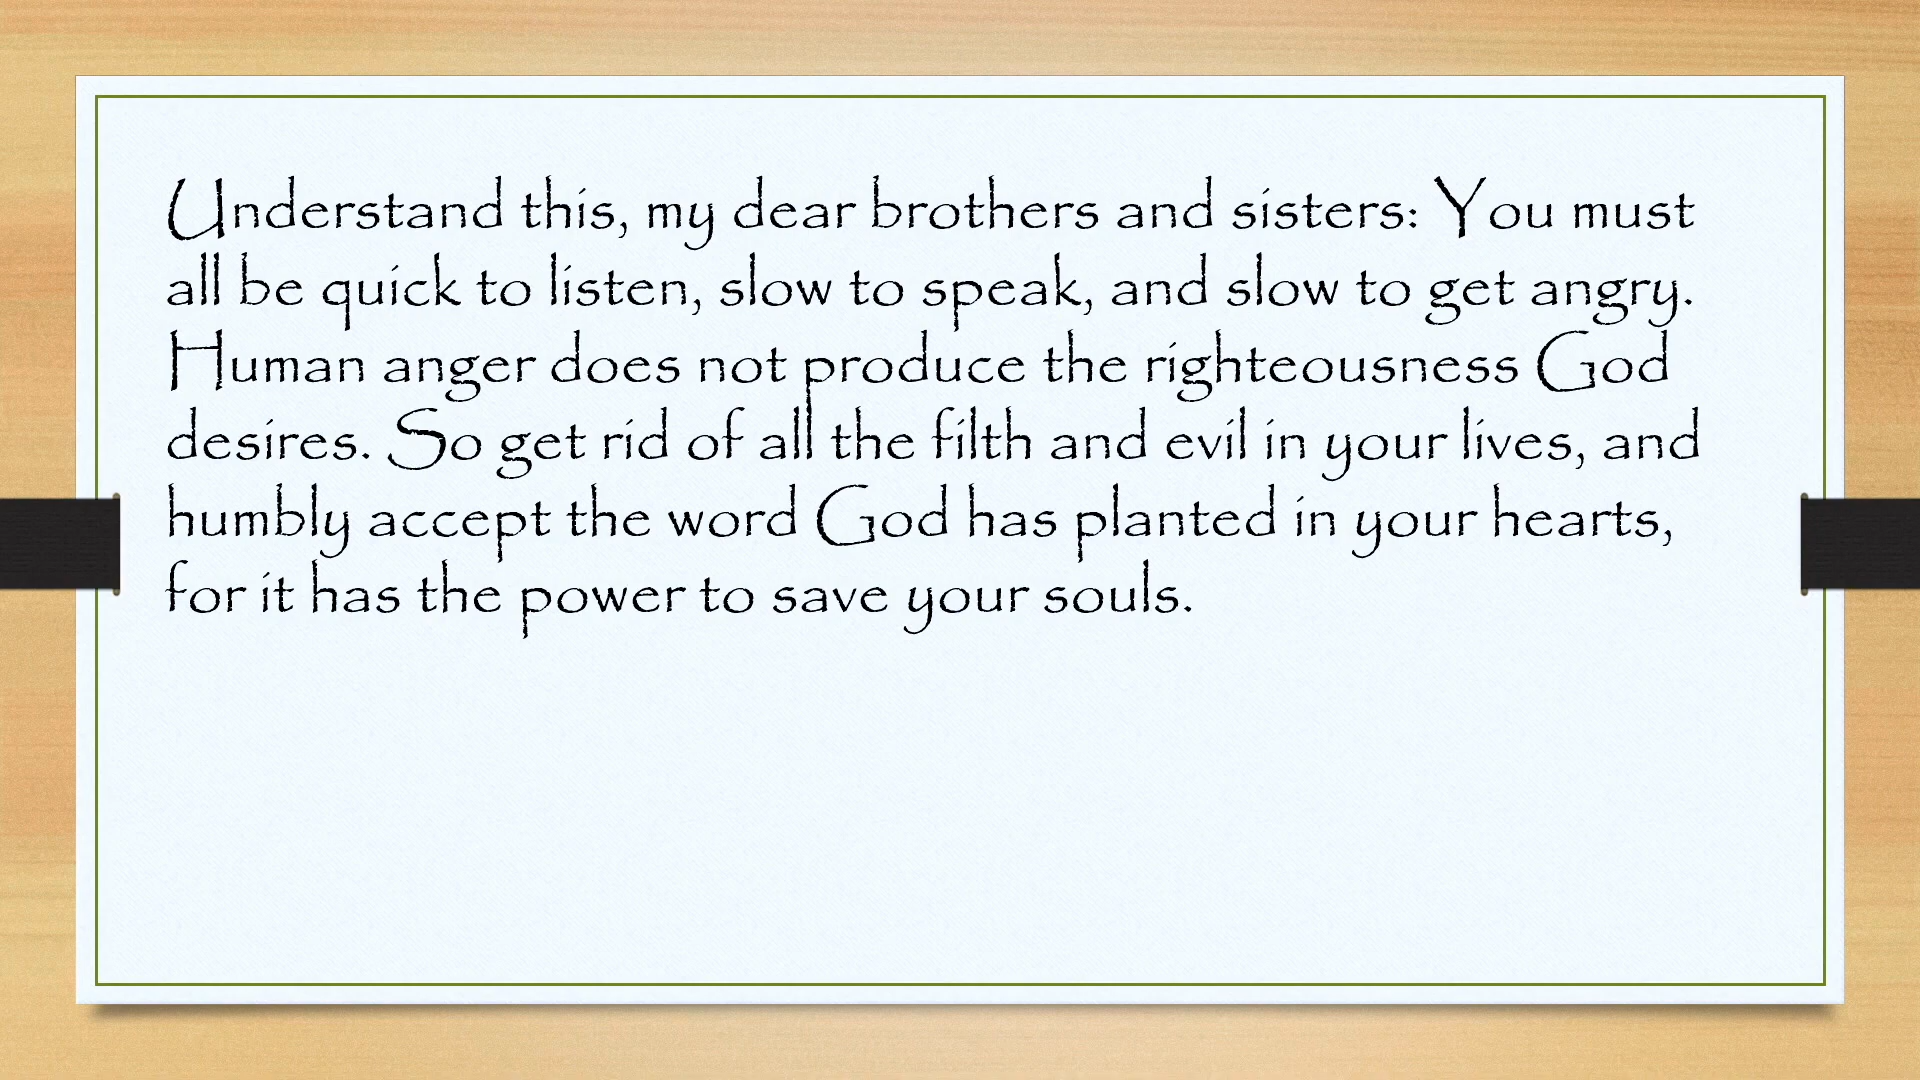 Understand this, my dear brothers and sisters: You must
all be quick to listen, slow to speak, and slow to get angry.
Human anger does not produce the righteousness God
desires. So get rid of all the filth and evil in your lives, and
humbly accept the word God has planted in your hearts,
for it has the power to save your souls.